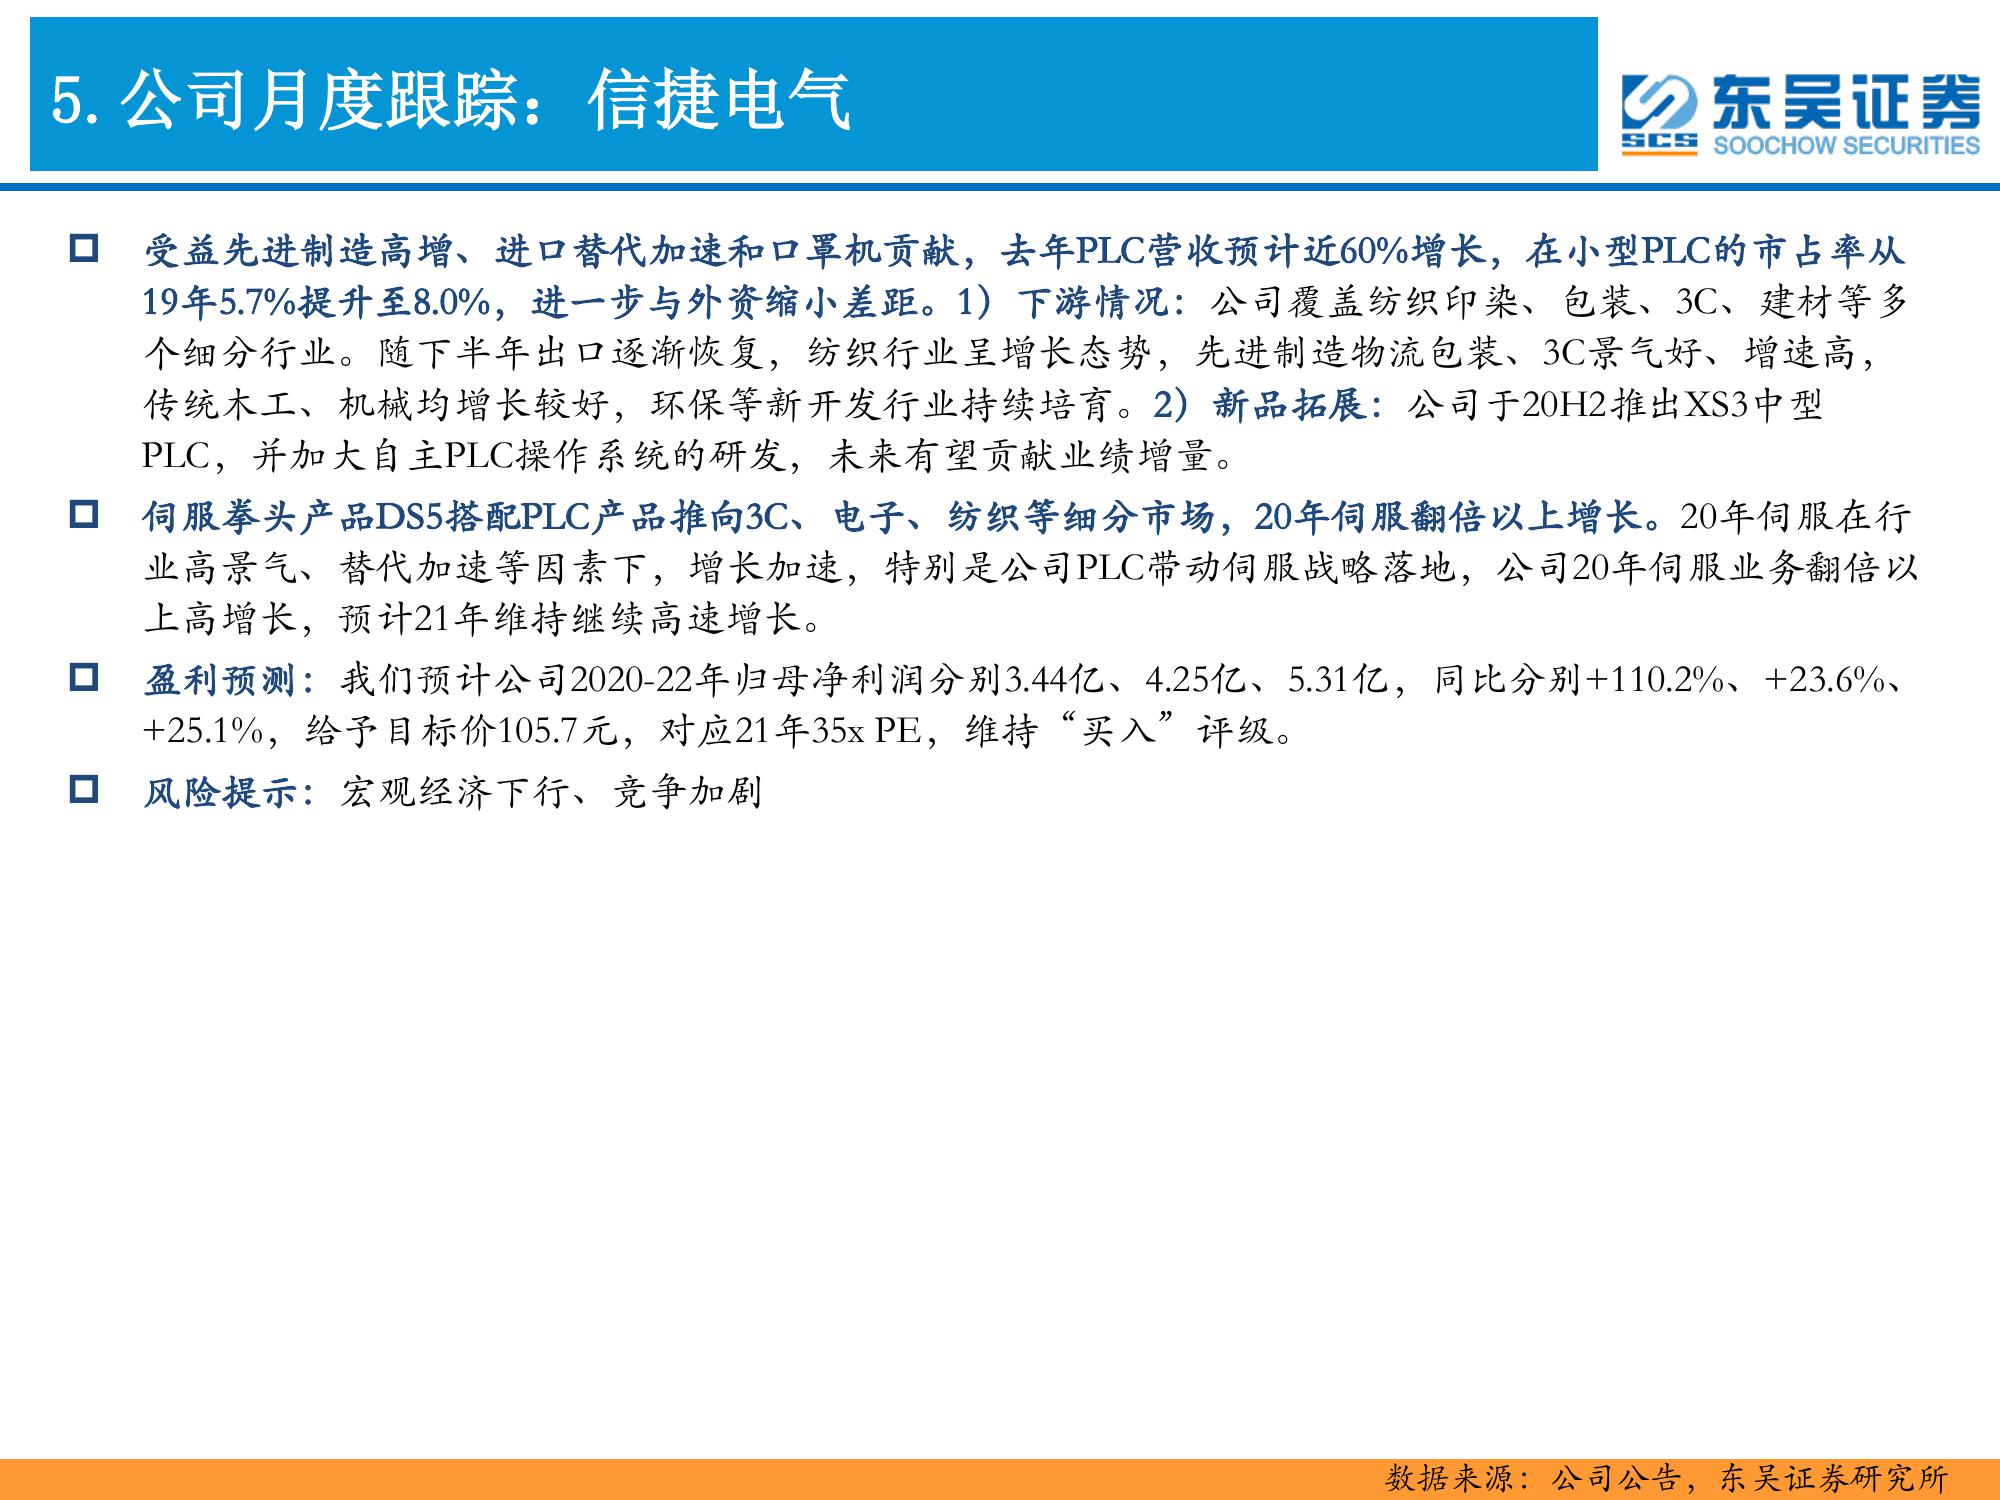 5. 公司月度跟踪：信捷电气
东吴证券
SCS
SOOCHOW SECURITIES
受益先进制造高增、进口替代加速和口罩机贡献，去年PLC营收预计近60%增长，在小型PLC的市占率从
19年5.7%提升至8.0%，进一步与外资缩小差距。1）下游情况：公司覆盖纺织印染、包装、3C、建材等多
个细分行业。随下半年出口逐渐恢复，纺织行业呈增长态势，先进制造物流包装、3C景气好、增速高，
传统木工、机械均增长较好，环保等新开发行业持续培育。2）新品拓展：公司于20H2推出XS3中型
PLC，并加大自主PLC操作系统的研发，未来有望贡献业绩增量。
伺服拳头产品DS5搭配PLC产品推向3C、电子、纺织等细分市场，20年伺服翻倍以上增长。20年伺服在行
业高景气、替代加速等因素下，增长加速，特别是公司PLC带动伺服战略落地，公司20年伺服业务翻倍以
上高增长，预计21年维持继续高速增长。
盈利预测：我们预计公司2020-22年归母净利润分别3.44亿、4.25亿、5.31亿，同比分别+110.2%、+23.6%、
+25.1%，给予目标价105.7元，对应21年35x PE，维持“买入”评级。
风险提示：宏观经济下行、竞争加剧
数据来源：公司公告，东吴证券研究所